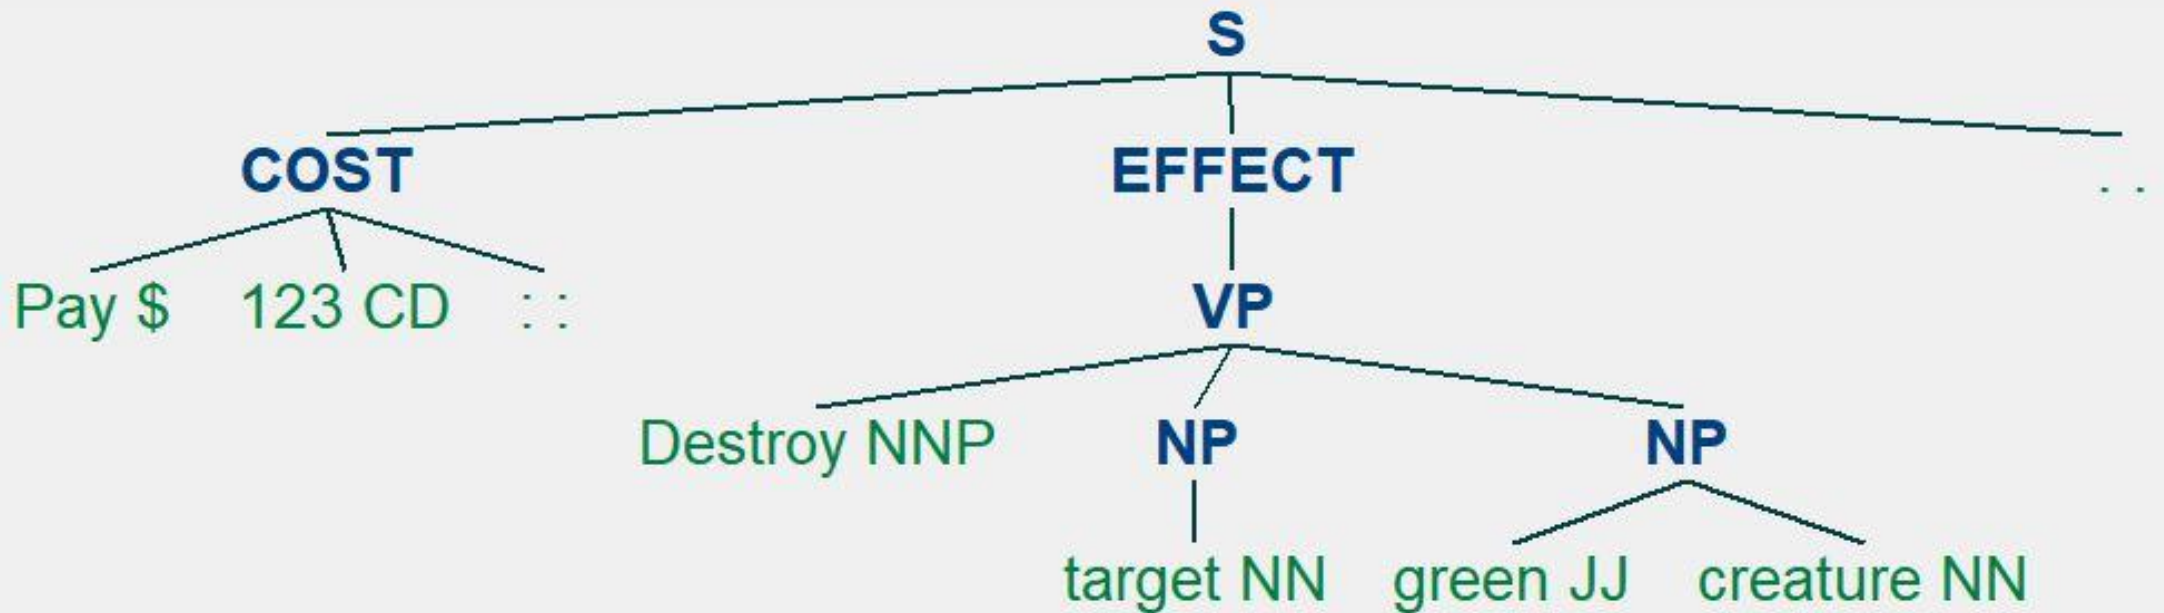 S
COST EFFECT . .
Pay $ 123 CD : : VP
Destroy NNP NP NP
target NN green JJ creature NN